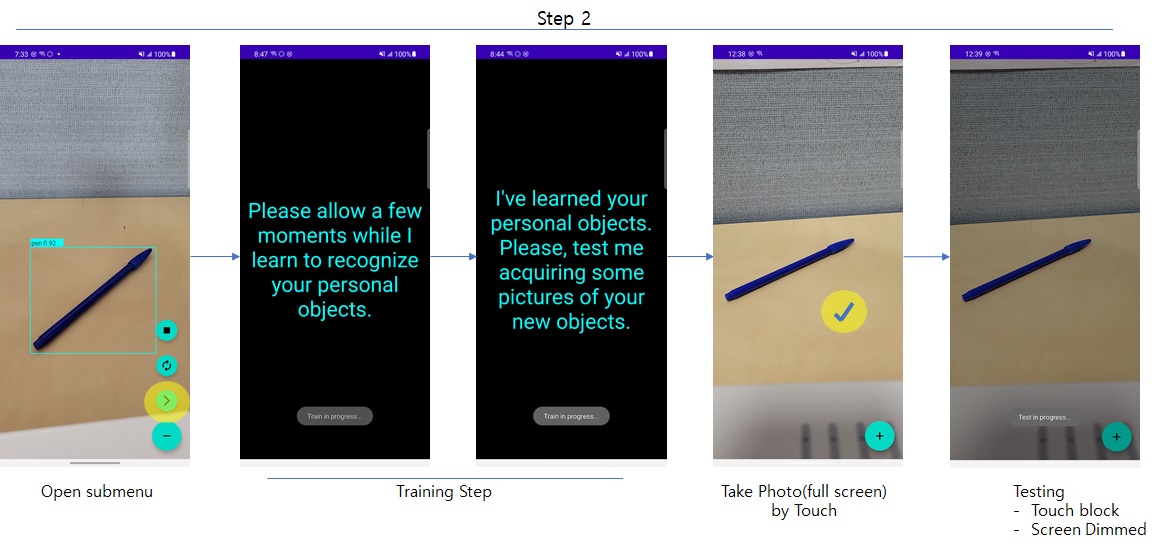 Step 2
7:33
100%
8:47
100%
8:44
100%
12:38
100%
12:39
100%
pen 0.92
Please allow a few
moments while I
learn to recognize
your personal
objects.
Train in progress...
I've learned your
personal objects.
Please, test me
acquiring some
pictures of your
new objects.
Train in progress...
Test in progress...
Open submenu
Training Step
Take Photo(full screen)
by Touch
Testing
- Touch block
- Screen Dimmed